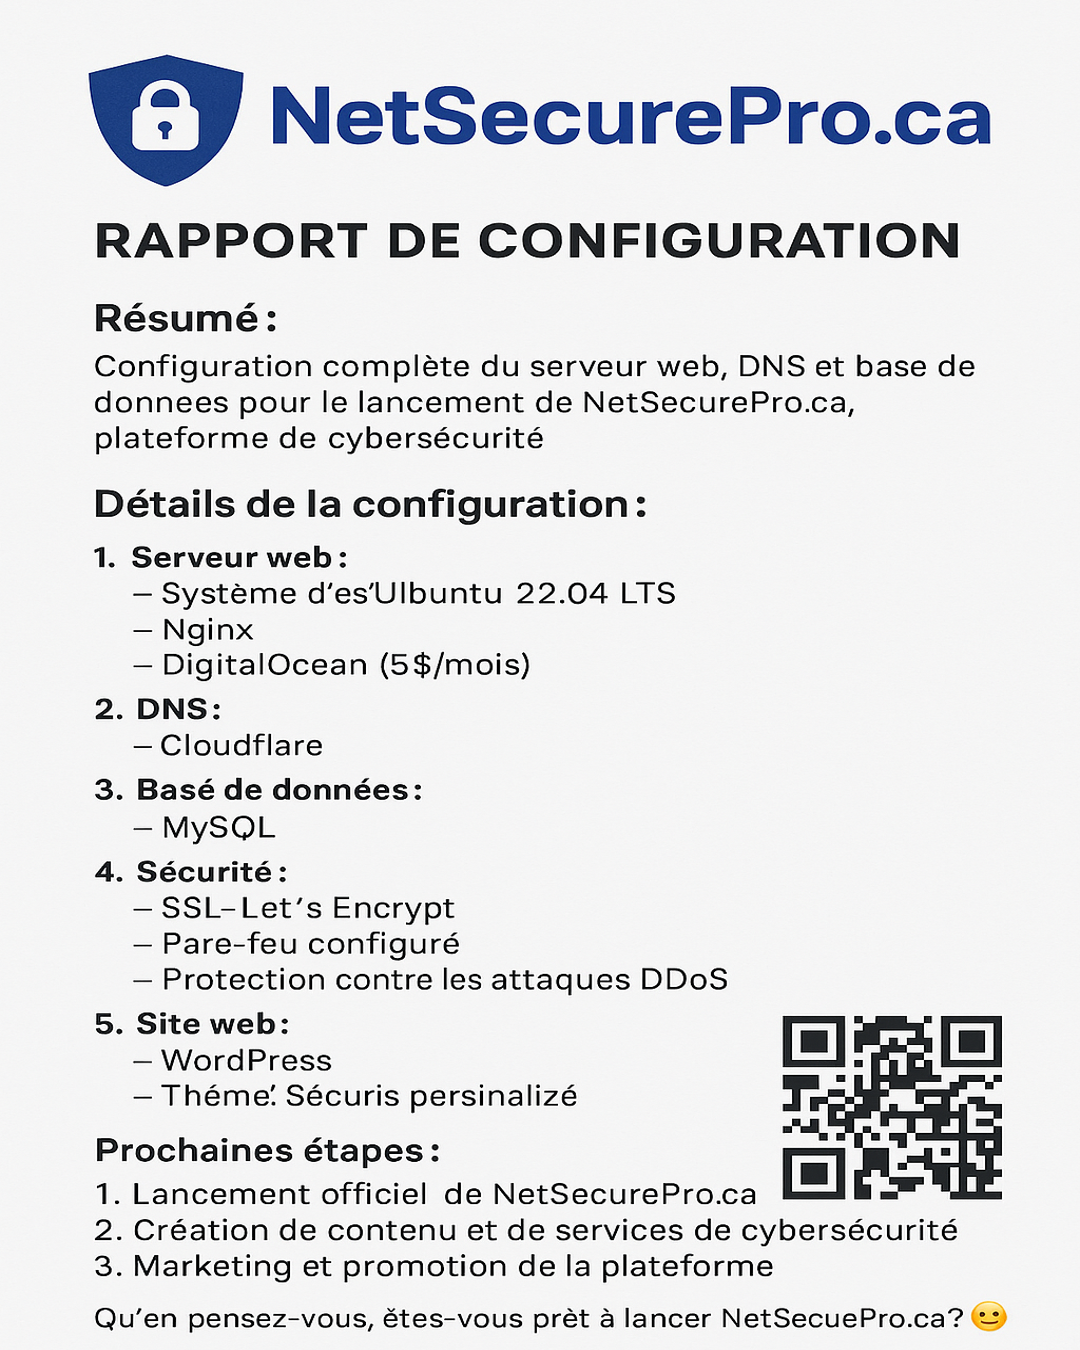 NetSecurePro.ca
RAPPORT DE CONFIGURATION
Résumé :
Configuration complète du serveur web, DNS et base de
donnees pour le lancement de NetSecurePro.ca,
plateforme de cybersécurité
Détails de la configuration :
1. Serveur web :
– Système d‘es’Ulbuntu 22.04 LTS
– Nginx
– DigitalOcean (5 $/mois)
2. DNS :
– Cloudflare
3. Basé de données :
– MySQL
4. Sécurité :
– SSL–Let’s Encrypt
– Pare-feu configuré
– Protection contre les attaques DDoS
5. Site web :
– WordPress
– Théme’. Sécuris persinalizé
Prochaines étapes :
1. Lancement officiel de NetSecurePro.ca
2. Création de contenu et de services de cybersécurité
3. Marketing et promotion de la plateforme
Qu’en pensez-vous, ětes-vous prèt à lancer NetSecuePro.ca? 🙂